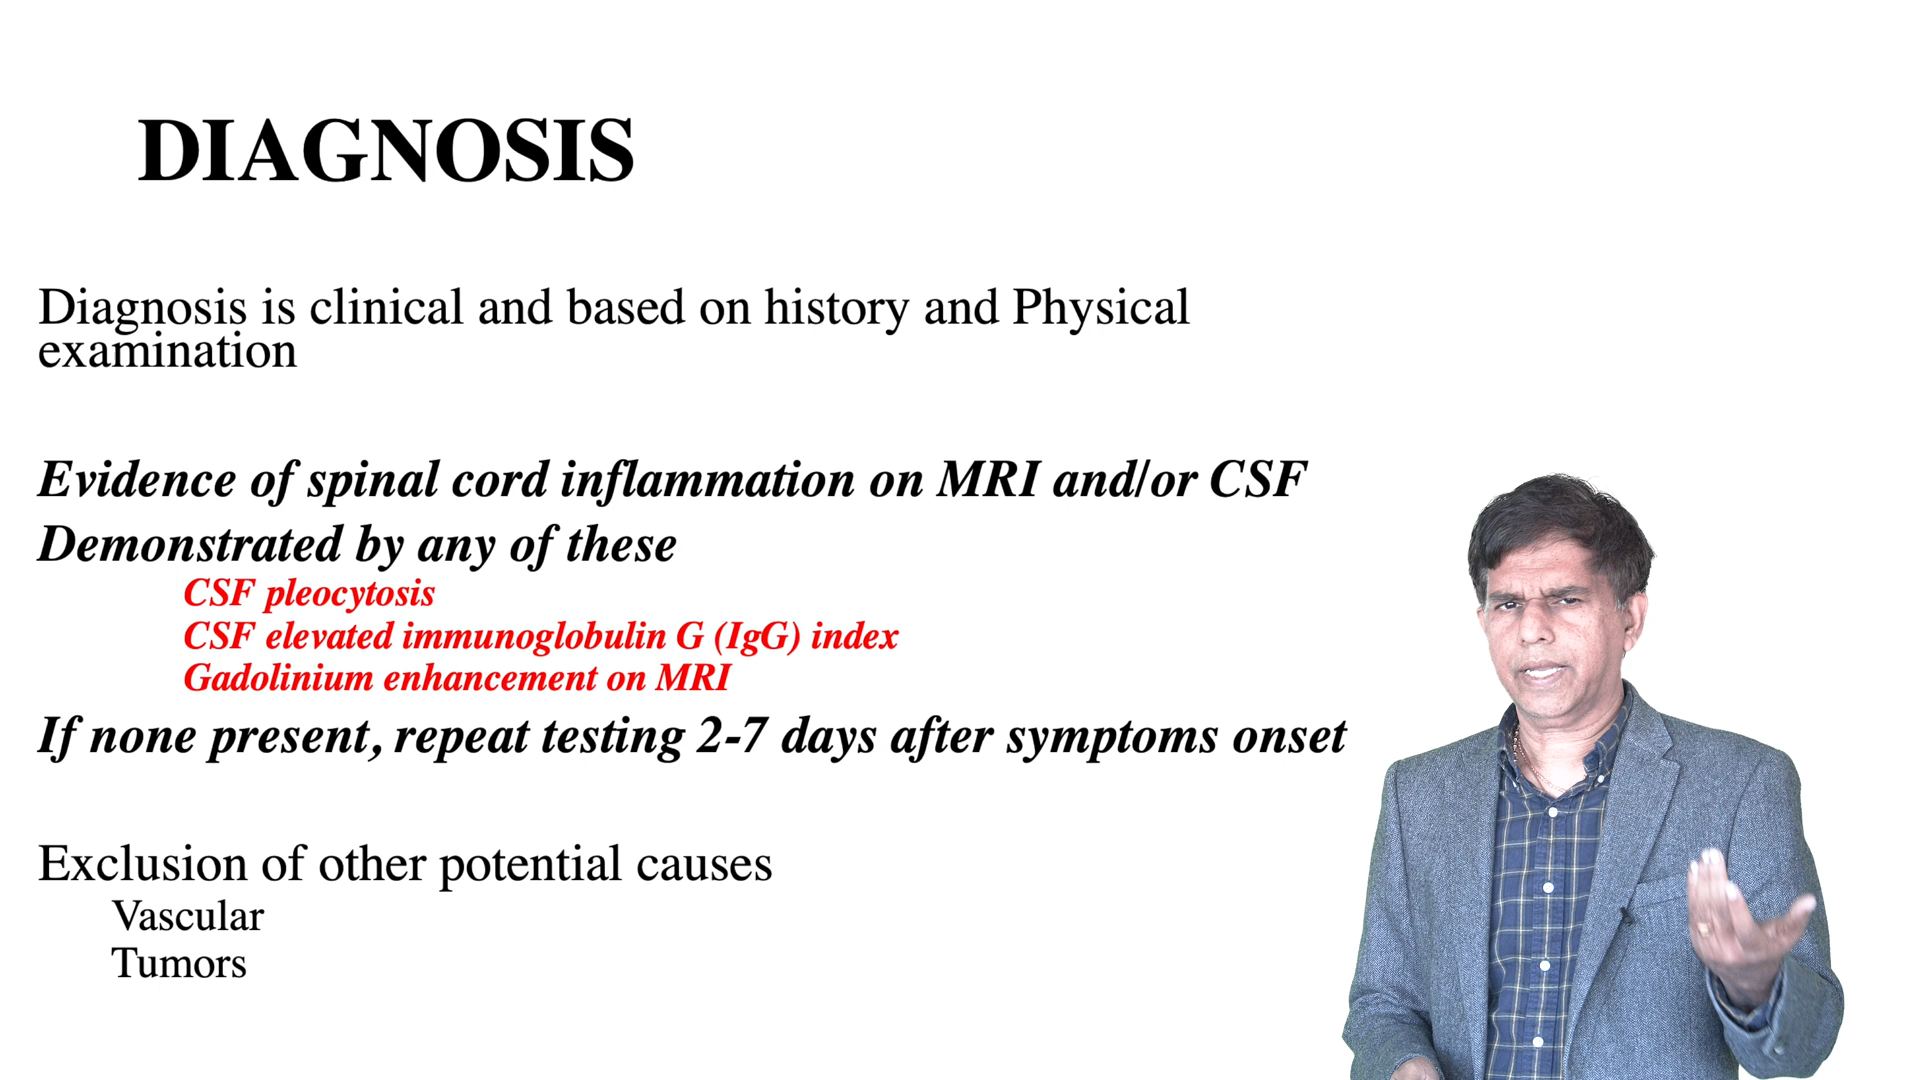 DIAGNOSIS
Diagnosis is clinical and based on history and Physical
examination
Evidence of spinal cord inflammation on MRI and/or CSF
Demonstrated by any of these
CSF pleocytosis
CSF elevated immunoglobulin G (IgG) index
Gadolinium enhancement on MRI
If none present, repeat testing 2-7 days after symptoms onset
Exclusion of other potential causes
Vascular
Tumors